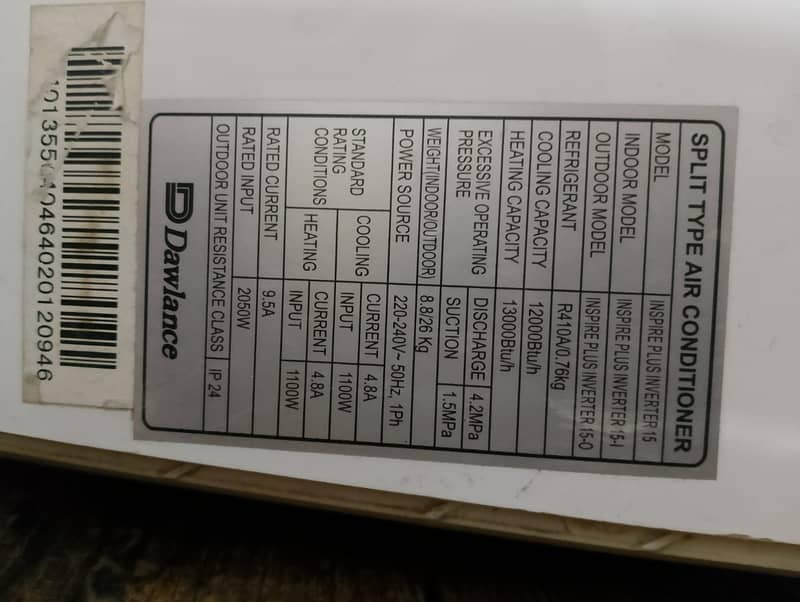 SPLIT TYPE AIR CONDITIONER
MODEL INSPIRE PLUS INVERTER 15
INDOOR MODEL INSPIRE PLUS INVERTER 15-I
OUTDOOR MODEL INSPIRE PLUS INVERTER 15-O
REFRIGERANT R410A/0.76kg
COOLING CAPACITY 12000Btu/h
HEATING CAPACITY 13000Btu/h
EXCESSIVE OPERATING PRESSURE DISCHARGE 4.2MPa
SUCTION 1.5MPa
WEIGHT(INDOOR/OUTDOOR) 8.8/26 Kg
POWER SOURCE 220-240V~ 50Hz, 1Ph
STANDARD RATING CONDITIONS COOLING CURRENT 4.8A
INPUT 1100W
HEATING CURRENT 4.8A
INPUT 1100W
RATED CURRENT 9.5A
RATED INPUT 2050W
OUTDOOR UNIT RESISTANCE CLASS IP 24
Dawlance